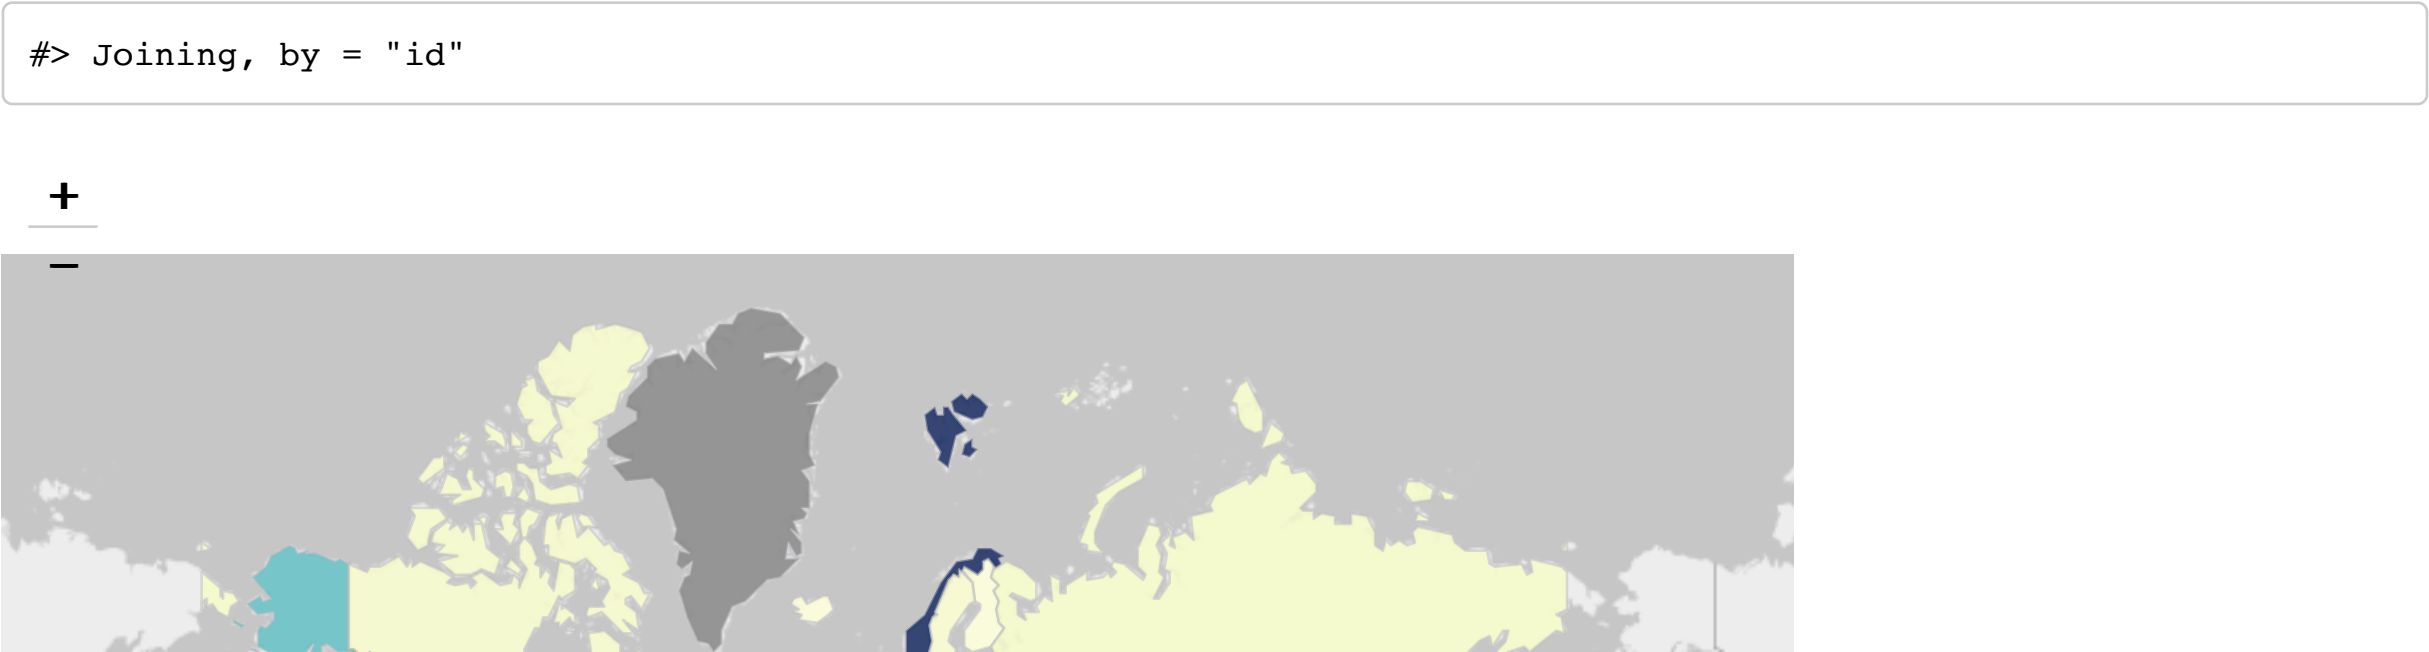 #> Joining, by = "id"
+
−